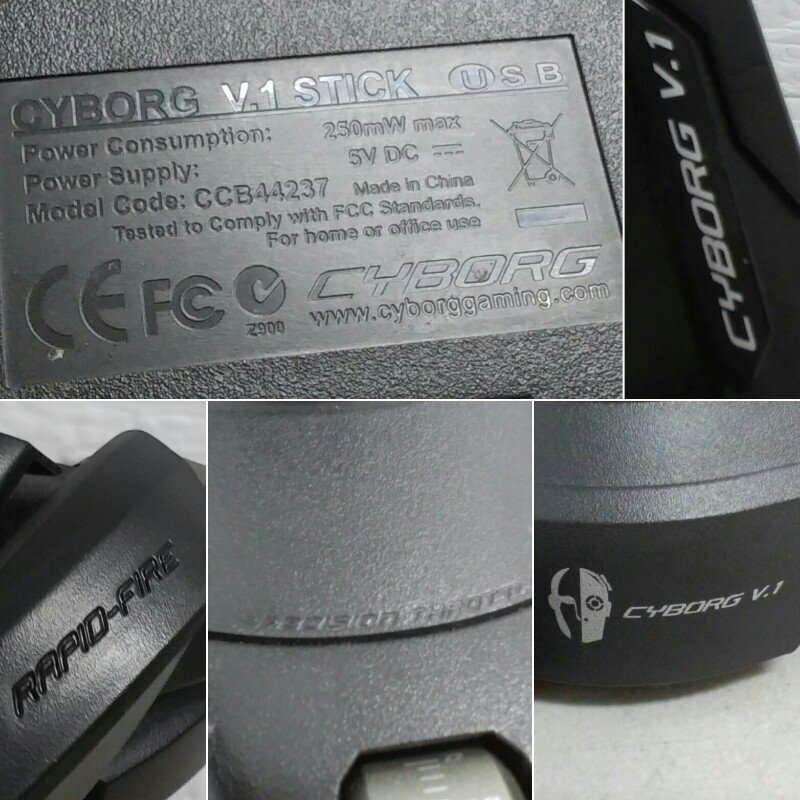 CYBORG V.1 STICK USB
Power Consumption: 250mW max
Power Supply: 5V DC
Model Code: CCB44237 Made in China
Tested to Comply with FCC Standards.
For home or office use
CE FC Z900
CYBORG
www.cyborggaming.com
CYBORG V.1
RAPID-FIRE
PRECISION THROTTLE
CYBORG V.1